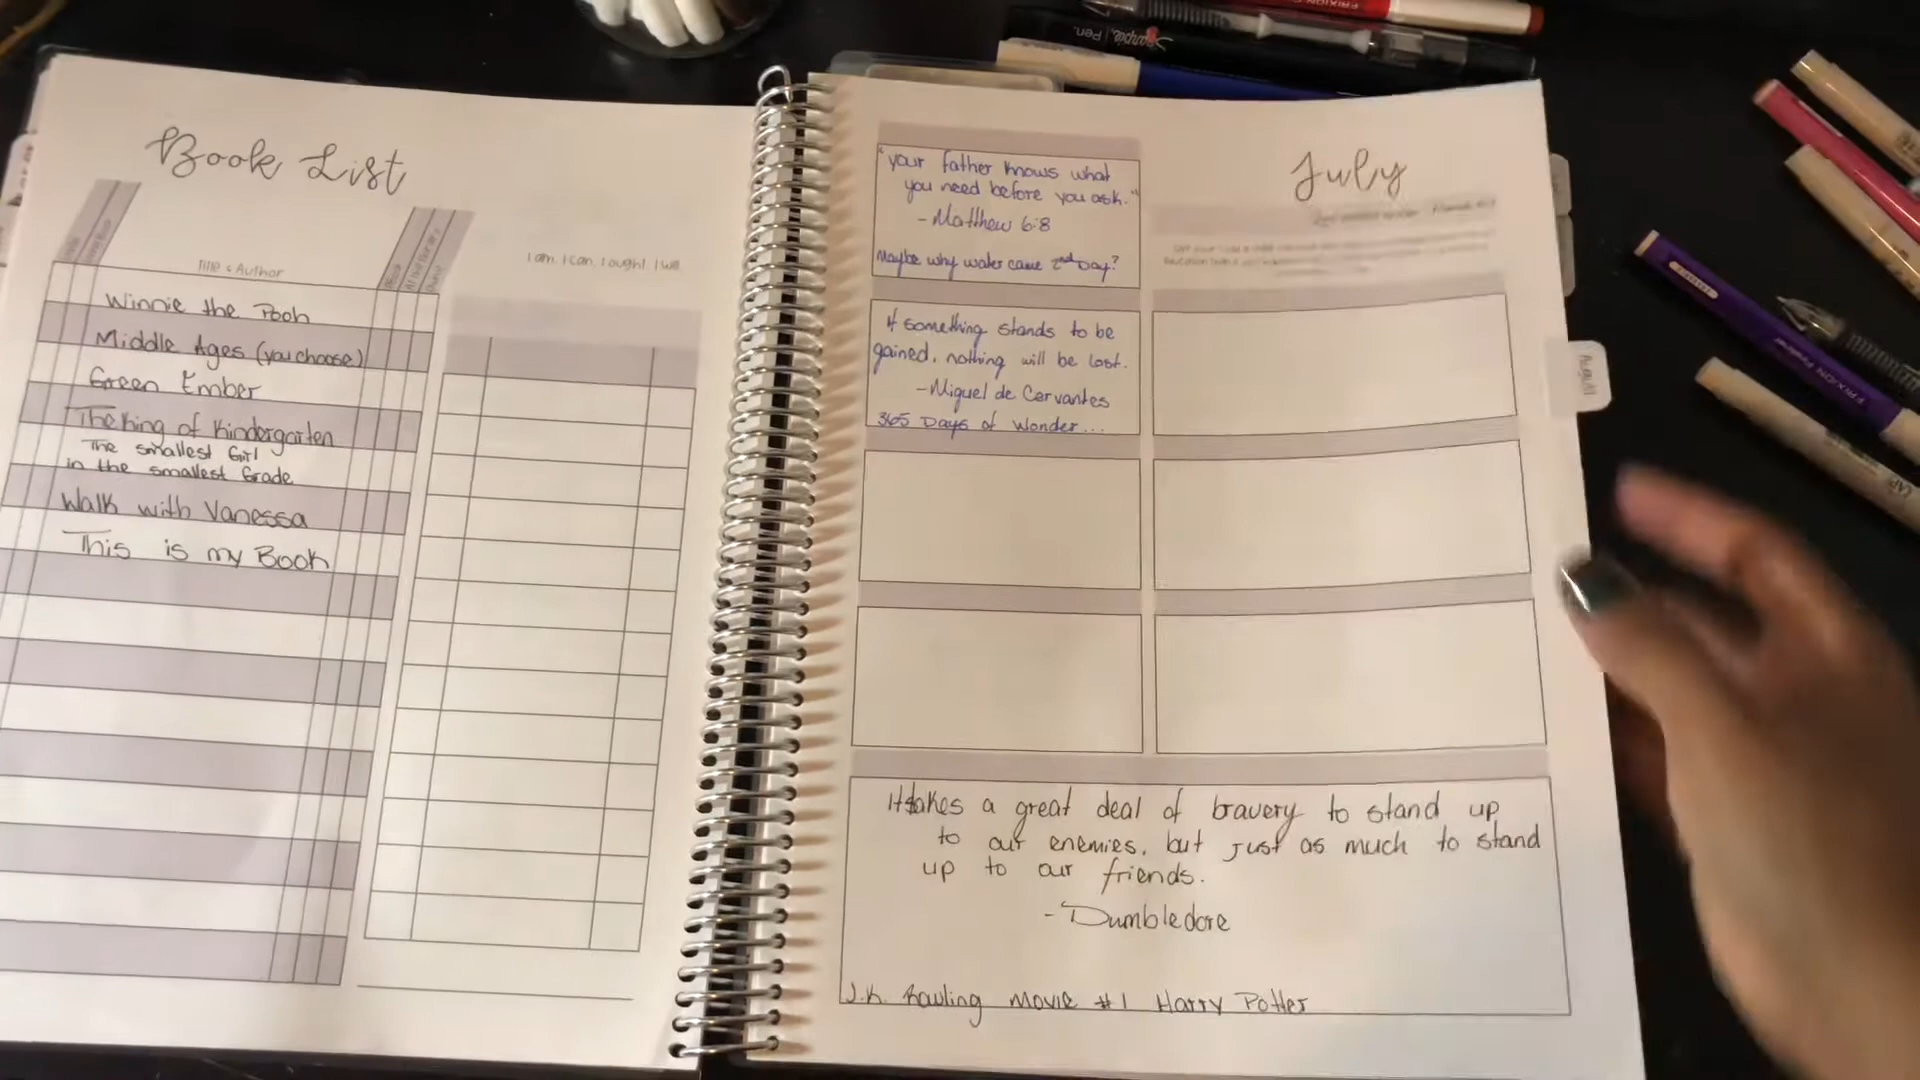 Book List
Title & Author
Winnie the Pooh
Middle Ages (you choose)
Green Ember
The King of Kindergarten
The smallest Girl
in the smallest Grade
Walk with Vanessa
This is my Book
I am, I can, I ought, I will.
"your father knows what
you need before you ask."
-Matthew 6:8
Maybe why water came 2nd Day?
If something stands to be
gained, nothing will be lost.
-Miguel de Cervantes
365 Days of Wonder...
July
It takes a great deal of bravery to stand up
to our enemies, but just as much to stand
up to our friends.
-Dumbledore
J.K. Rowling Movie #1 Harry Potter
August
Sharpie Pen.
FRIXION Fineliner